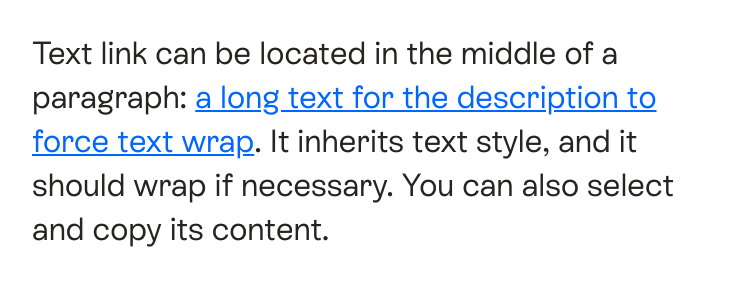 Text link can be located in the middle of a
paragraph: a long text for the description to
force text wrap. It inherits text style, and it
should wrap if necessary. You can also select
and copy its content.